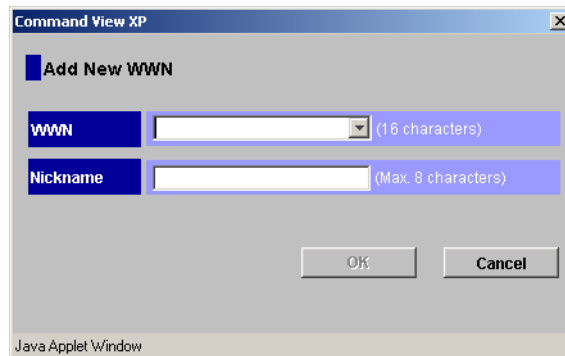 Command View XP
Add New WWN
WWN (16 characters)
Nickname (Max. 8 characters)
OK Cancel
Java Applet Window